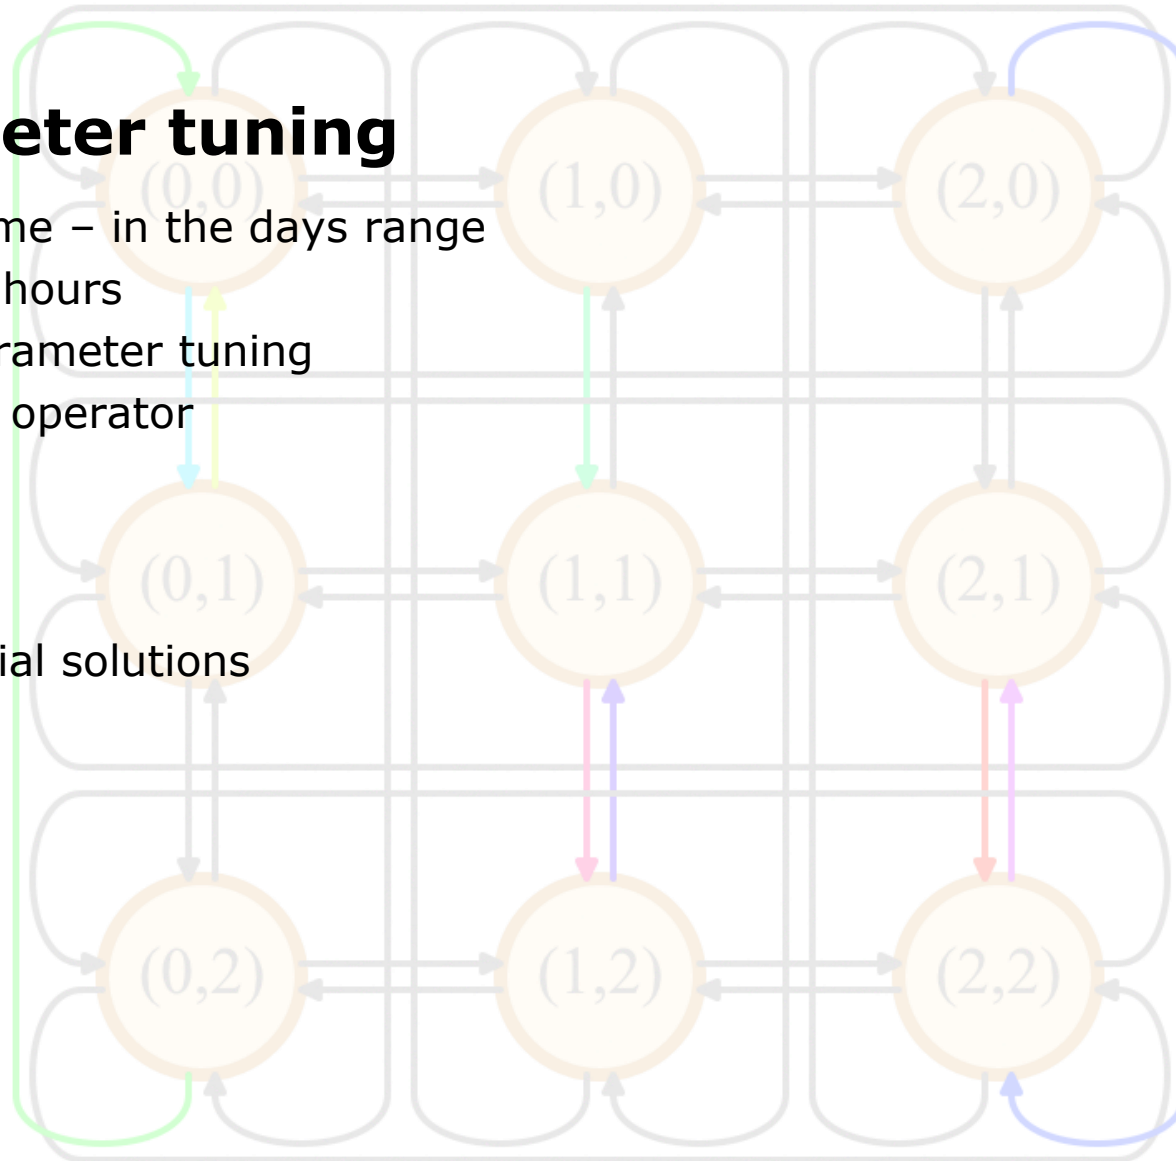 eter tuning
(0,0) (1,0) (2,0)
me – in the days range
hours
rameter tuning
operator
(0,1) (1,1) (2,1)
ial solutions
(0,2) (1,2) (2,2)